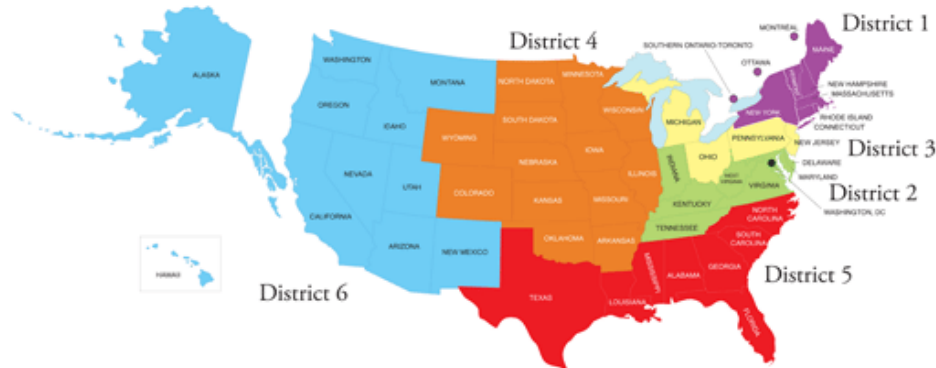 MONTRÉAL
District 1
District 4
SOUTHERN ONTARIO-TORONTO
OTTAWA
MAINE
WASHINGTON
MONTANA
NORTH DAKOTA
MINNESOTA
ALASKA
NEW HAMPSHIRE
MASSACHUSETTS
OREGON
IDAHO
SOUTH DAKOTA
WISCONSIN
MICHIGAN
NEW YORK
RHODE ISLAND
CONNECTICUT
WYOMING
PENNSYLVANIA
NEW JERSEY
District 3
NEBRASKA
IOWA
OHIO
DELAWARE
NEVADA
UTAH
COLORADO
ILLINOIS
INDIANA
WEST
VIRGINIA
VIRGINIA
MARYLAND
District 2
CALIFORNIA
KANSAS
MISSOURI
KENTUCKY
WASHINGTON, DC
TENNESSEE
NORTH
CAROLINA
ARIZONA
NEW MEXICO
OKLAHOMA
ARKANSAS
SOUTH
CAROLINA
HAWAII
District 6
TEXAS
LOUISIANA
MISSISSIPPI
ALABAMA
GEORGIA
District 5
FLORIDA